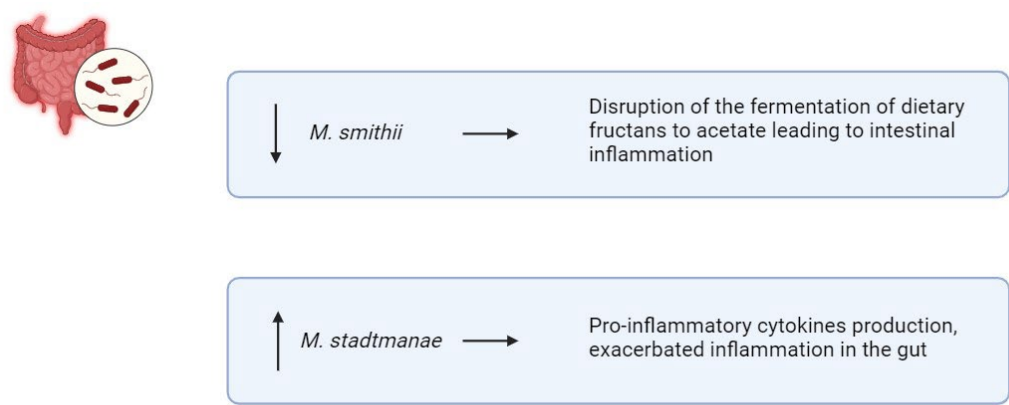 M. smithii
Disruption of the fermentation of dietary
fructans to acetate leading to intestinal
inflammation
M. stadtmanae
Pro-inflammatory cytokines production,
exacerbated inflammation in the gut